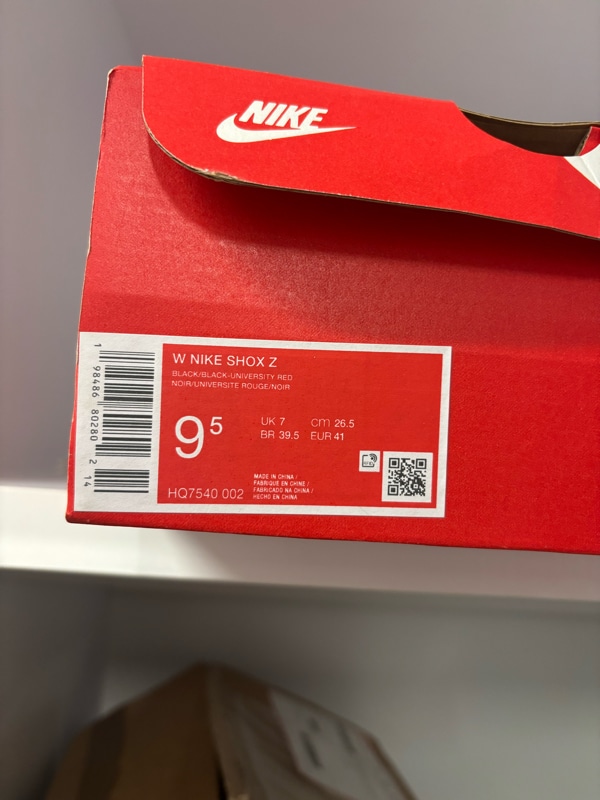 NIKE
W NIKE SHOX Z
BLACK/BLACK-UNIVERSITY RED
NOIR/UNIVERSITE ROUGE/NOIR
9⁵
UK 7 cm 26.5
BR 39.5 EUR 41
HQ7540 002
MADE IN CHINA /
FABRIQUE EN CHINE /
FABRICADO NA CHINA /
HECHO EN CHINA
1 98486 80280 2 14